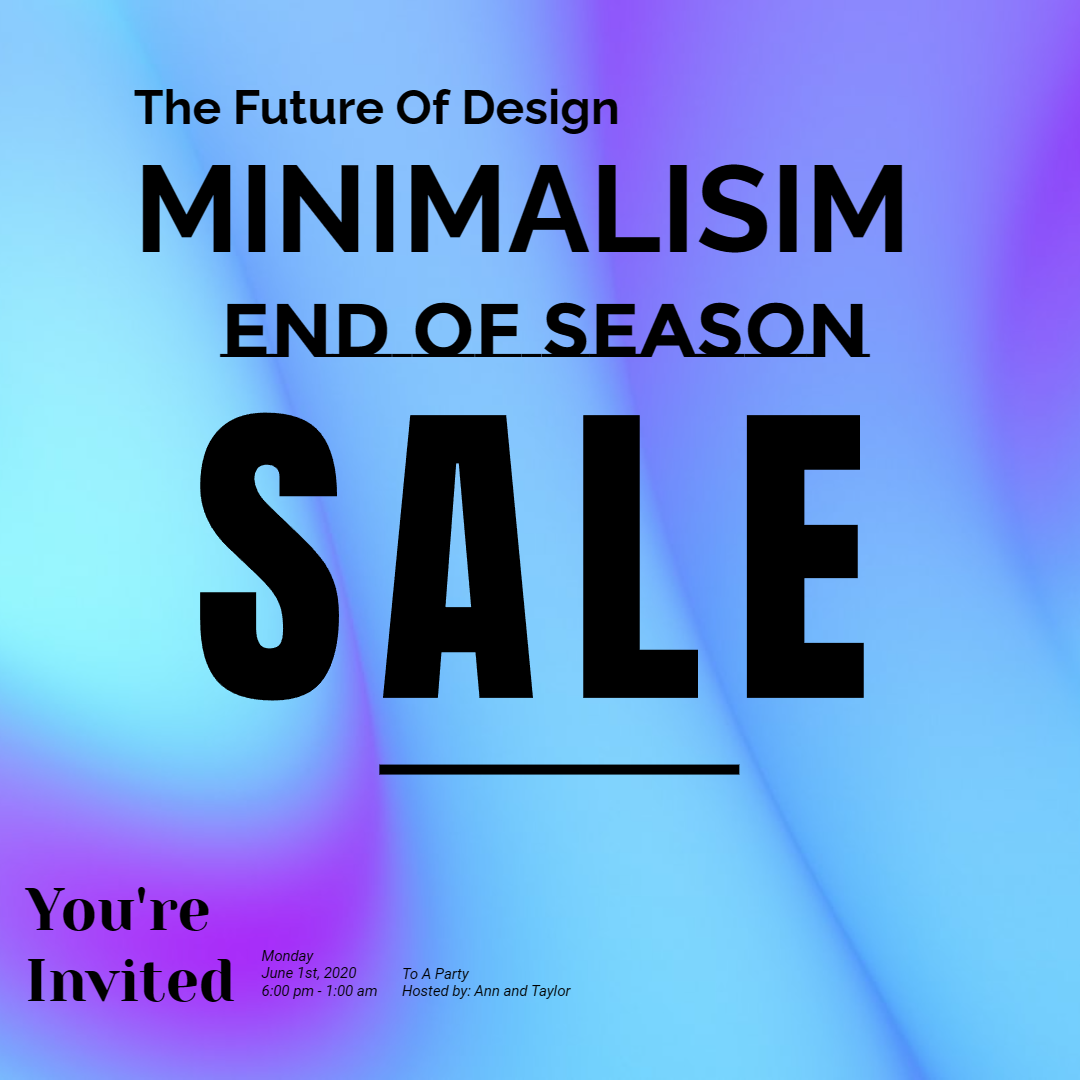 The Future Of Design
MINIMALISIM
END OF SEASON
SALE
You're
Invited
Monday
June 1st, 2020
6:00 pm - 1:00 am
To A Party
Hosted by: Ann and Taylor